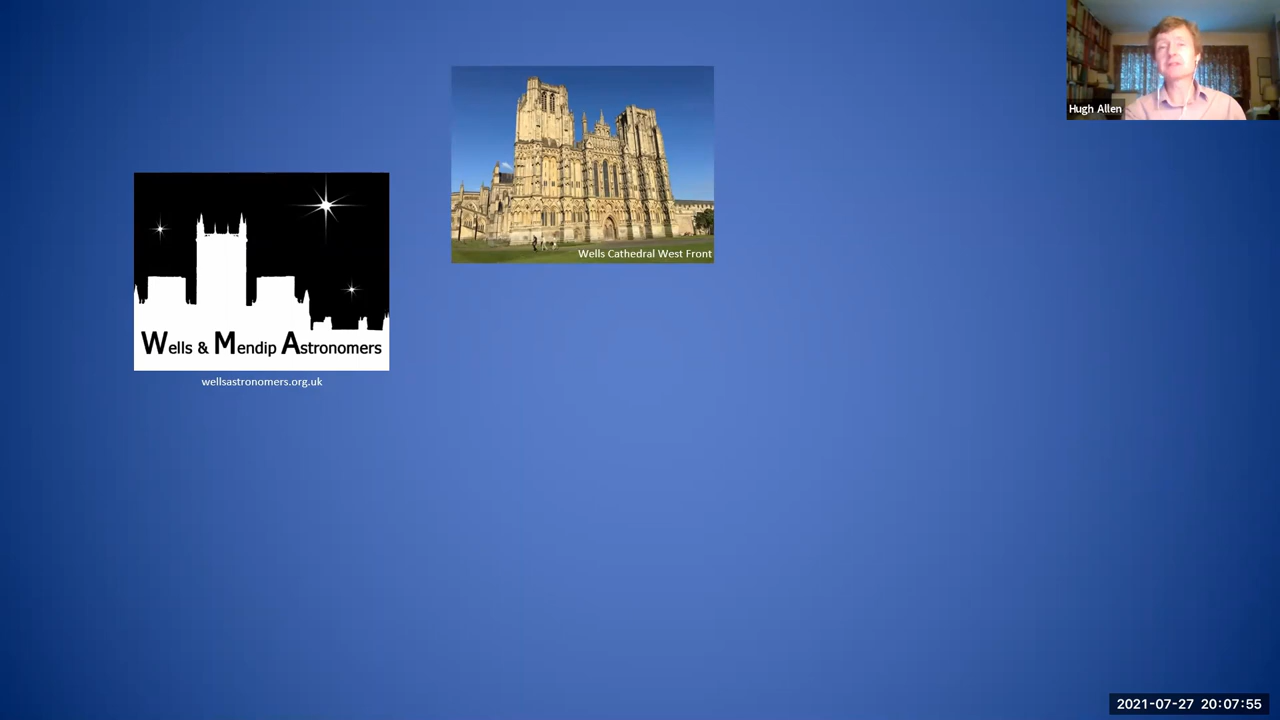 Hugh Allen
Wells Cathedral West Front
Wells & Mendip Astronomers
wellsastronomers.org.uk
2021-07-27 20:07:55